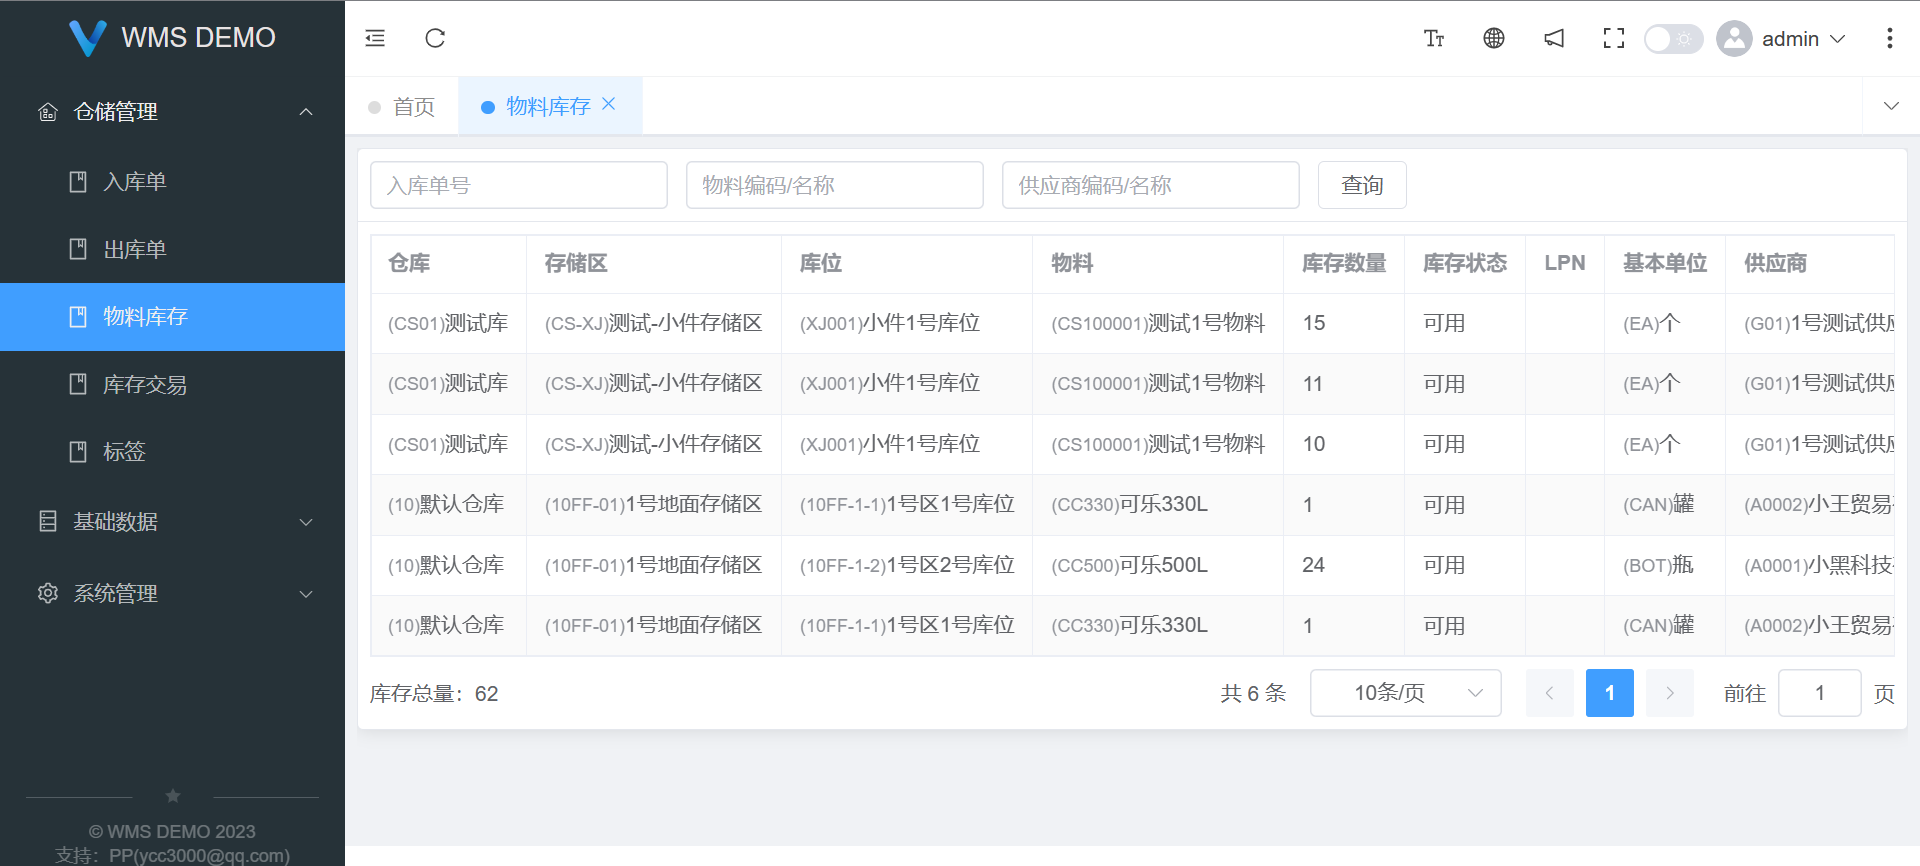 WMS DEMO
仓储管理
入库单
出库单
物料库存
库存交易
标签
基础数据
系统管理
© WMS DEMO 2023
支持：PP(ycc3000@qq.com)
admin
首页
物料库存
入库单号 物料编码/名称 供应商编码/名称 查询
仓库 存储区 库位 物料 库存数量 库存状态 LPN 基本单位 供应商
(CS01)测试库 (CS-XJ)测试-小件存储区 (XJ001)小件1号库位 (CS100001)测试1号物料 15 可用 (EA)个 (G01)1号测试供应
(CS01)测试库 (CS-XJ)测试-小件存储区 (XJ001)小件1号库位 (CS100001)测试1号物料 11 可用 (EA)个 (G01)1号测试供应
(CS01)测试库 (CS-XJ)测试-小件存储区 (XJ001)小件1号库位 (CS100001)测试1号物料 10 可用 (EA)个 (G01)1号测试供应
(10)默认仓库 (10FF-01)1号地面存储区 (10FF-1-1)1号区1号库位 (CC330)可乐330L 1 可用 (CAN)罐 (A0002)小王贸易
(10)默认仓库 (10FF-01)1号地面存储区 (10FF-1-2)1号区2号库位 (CC500)可乐500L 24 可用 (BOT)瓶 (A0001)小黑科技
(10)默认仓库 (10FF-01)1号地面存储区 (10FF-1-1)1号区1号库位 (CC330)可乐330L 1 可用 (CAN)罐 (A0002)小王贸易
库存总量：62 共 6 条 10条/页 1 前往 1 页